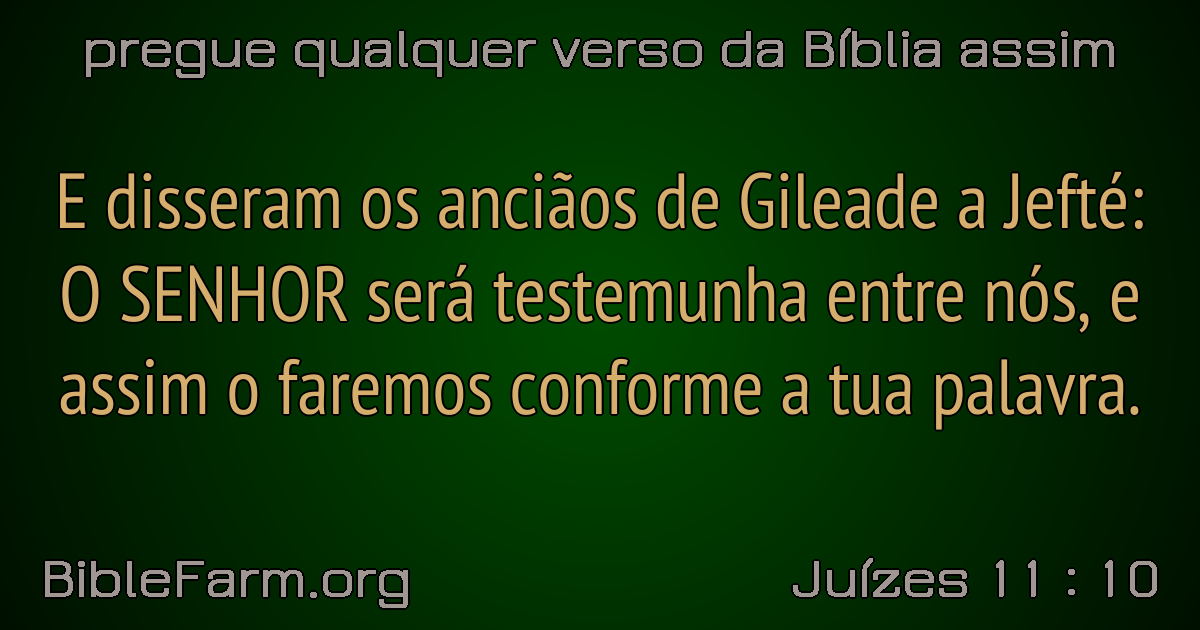 pregue qualquer verso da Bíblia assim
E disseram os anciãos de Gileade a Jefté:
O SENHOR será testemunha entre nós, e
assim o faremos conforme a tua palavra.
BibleFarm.org
Juízes 11 : 10